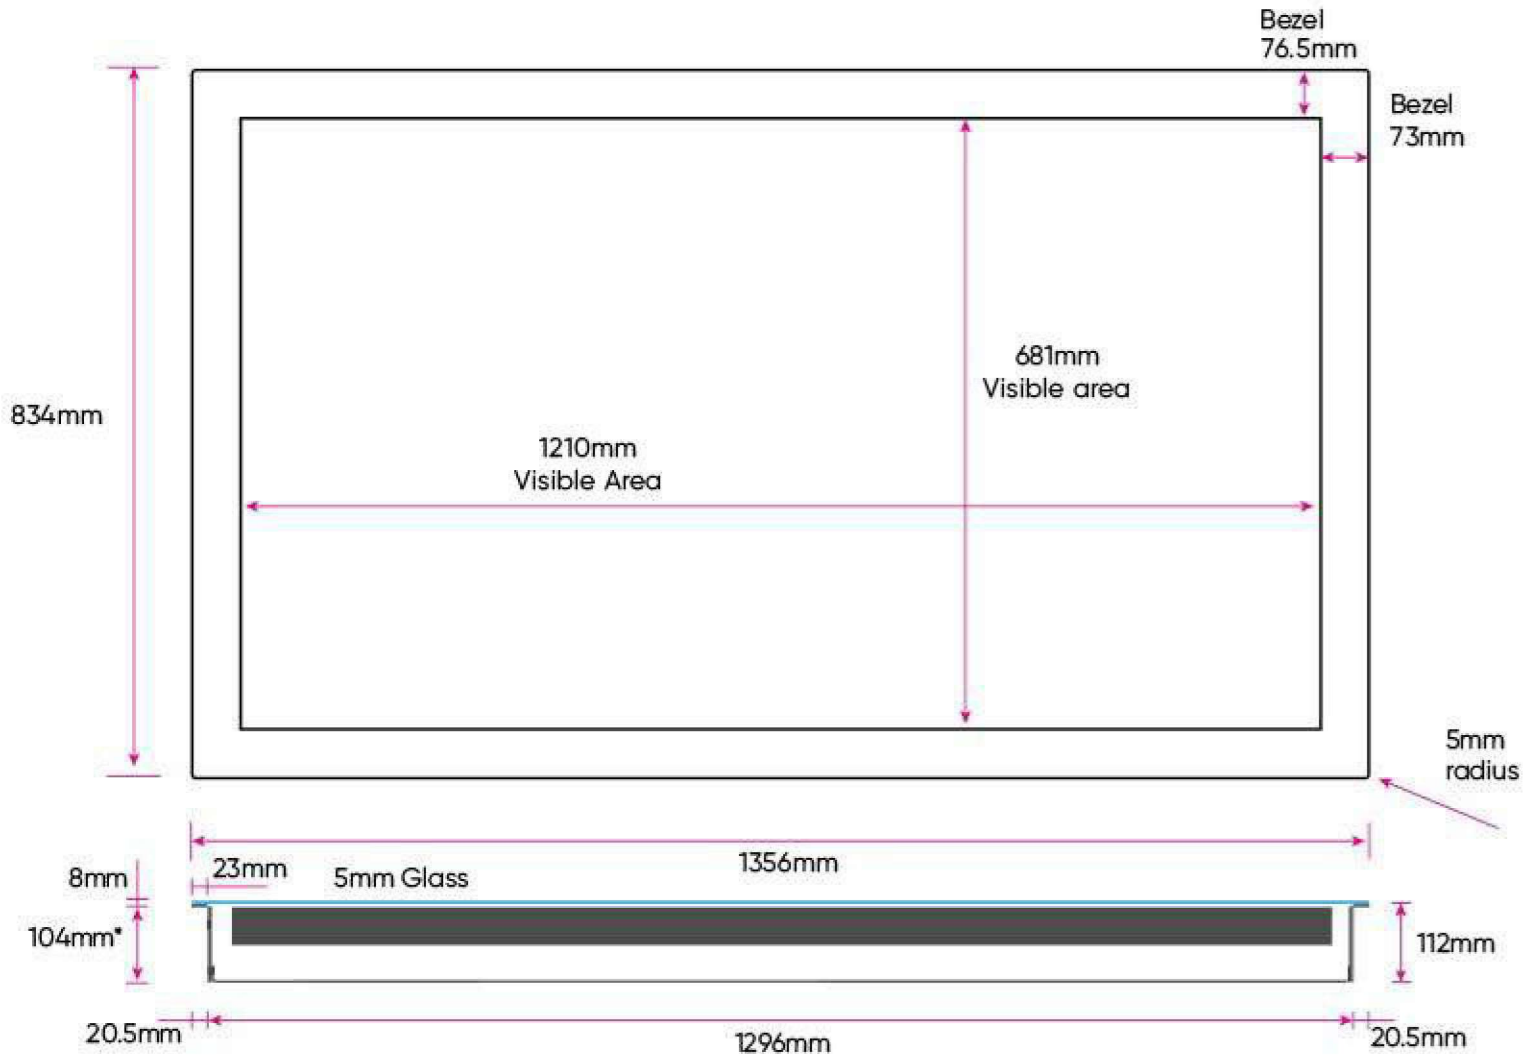 Bezel
76.5mm
Bezel
73mm
681mm
Visible area
834mm
1210mm
Visible Area
5mm
radius
1356mm
23mm
5mm Glass
8mm
104mm*
112mm
20.5mm
1296mm
20.5mm